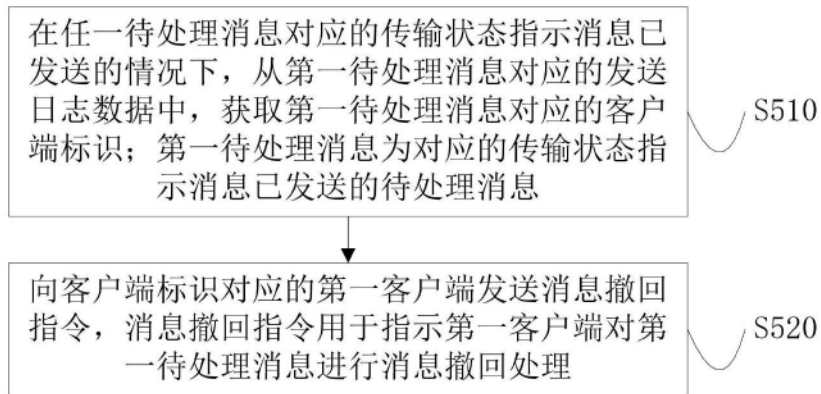 在任一待处理消息对应的传输状态指示消息已
发送的情况下，从第一待处理消息对应的发送
日志数据中，获取第一待处理消息对应的客户
端标识；第一待处理消息为对应的传输状态指
示消息已发送的待处理消息
S510
向客户端标识对应的第一客户端发送消息撤回
指令，消息撤回指令用于指示第一客户端对第
一待处理消息进行消息撤回处理
S520